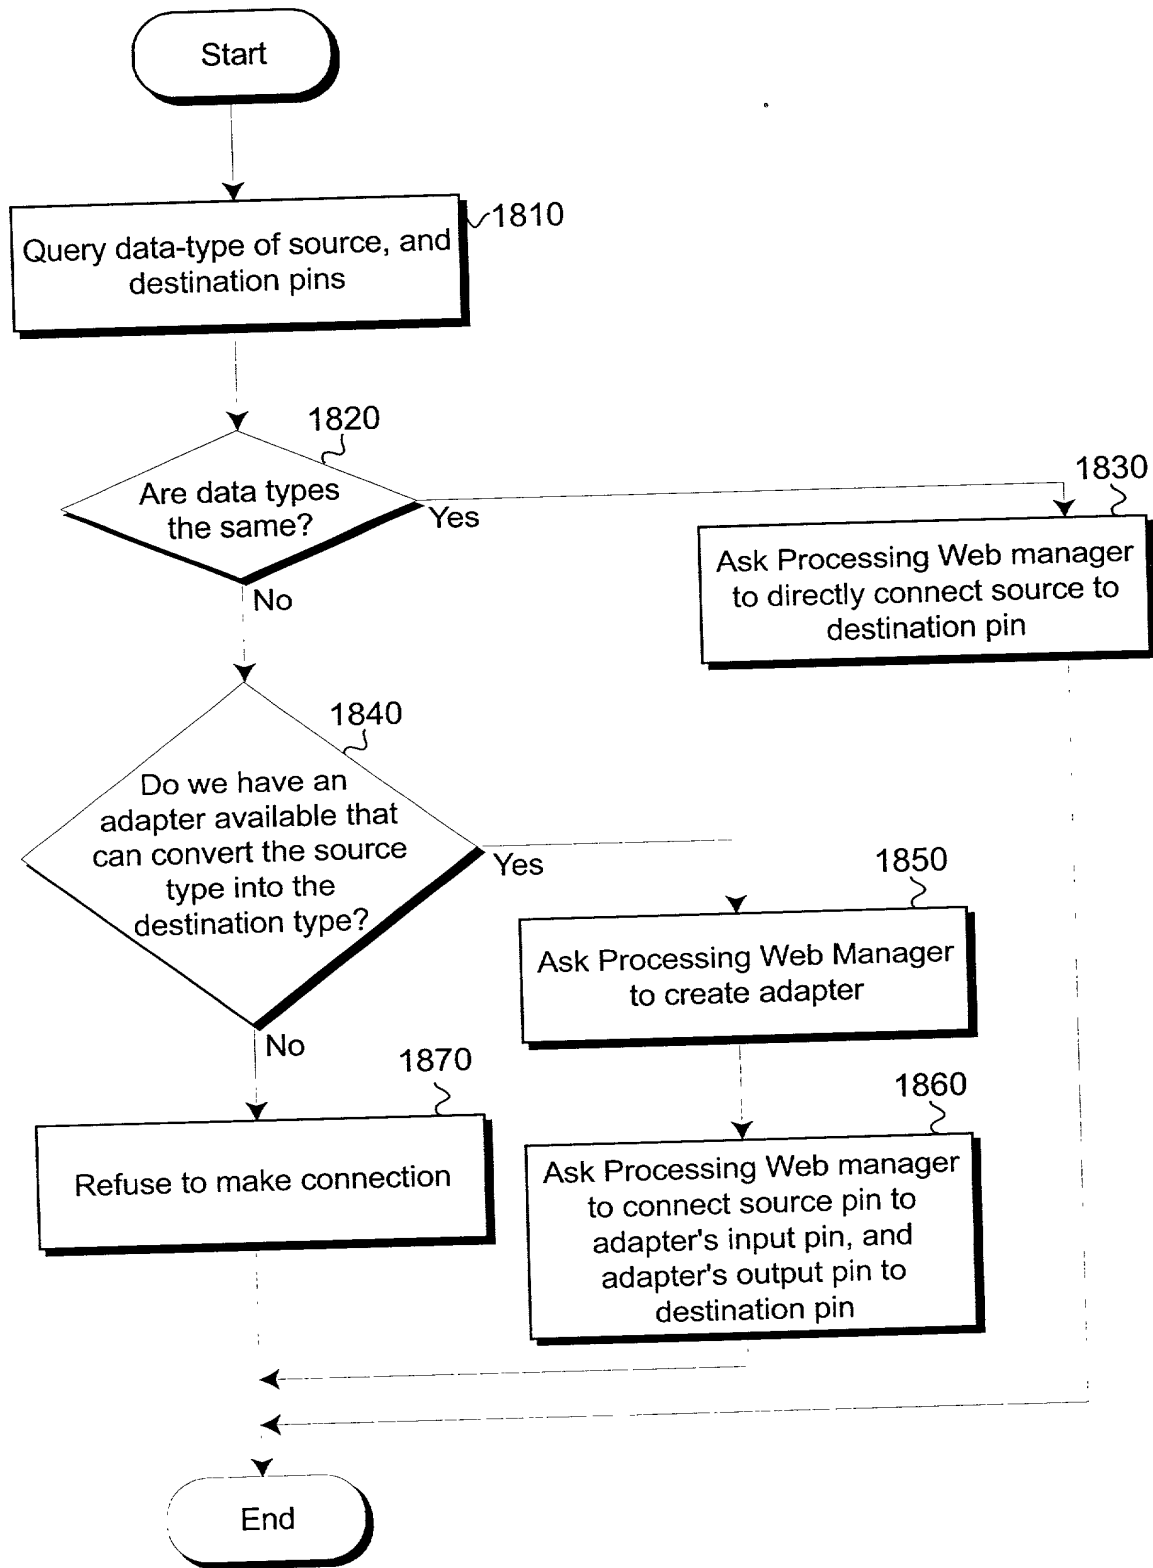 Start
1810
Query data-type of source, and
destination pins
1820
Are data types
the same?
Yes
No
1830
Ask Processing Web manager
to directly connect source to
destination pin
1840
Do we have an
adapter available that
can convert the source
type into the
destination type?
Yes
No
1850
Ask Processing Web Manager
to create adapter
1860
Ask Processing Web manager
to connect source pin to
adapter's input pin, and
adapter's output pin to
destination pin
1870
Refuse to make connection
End